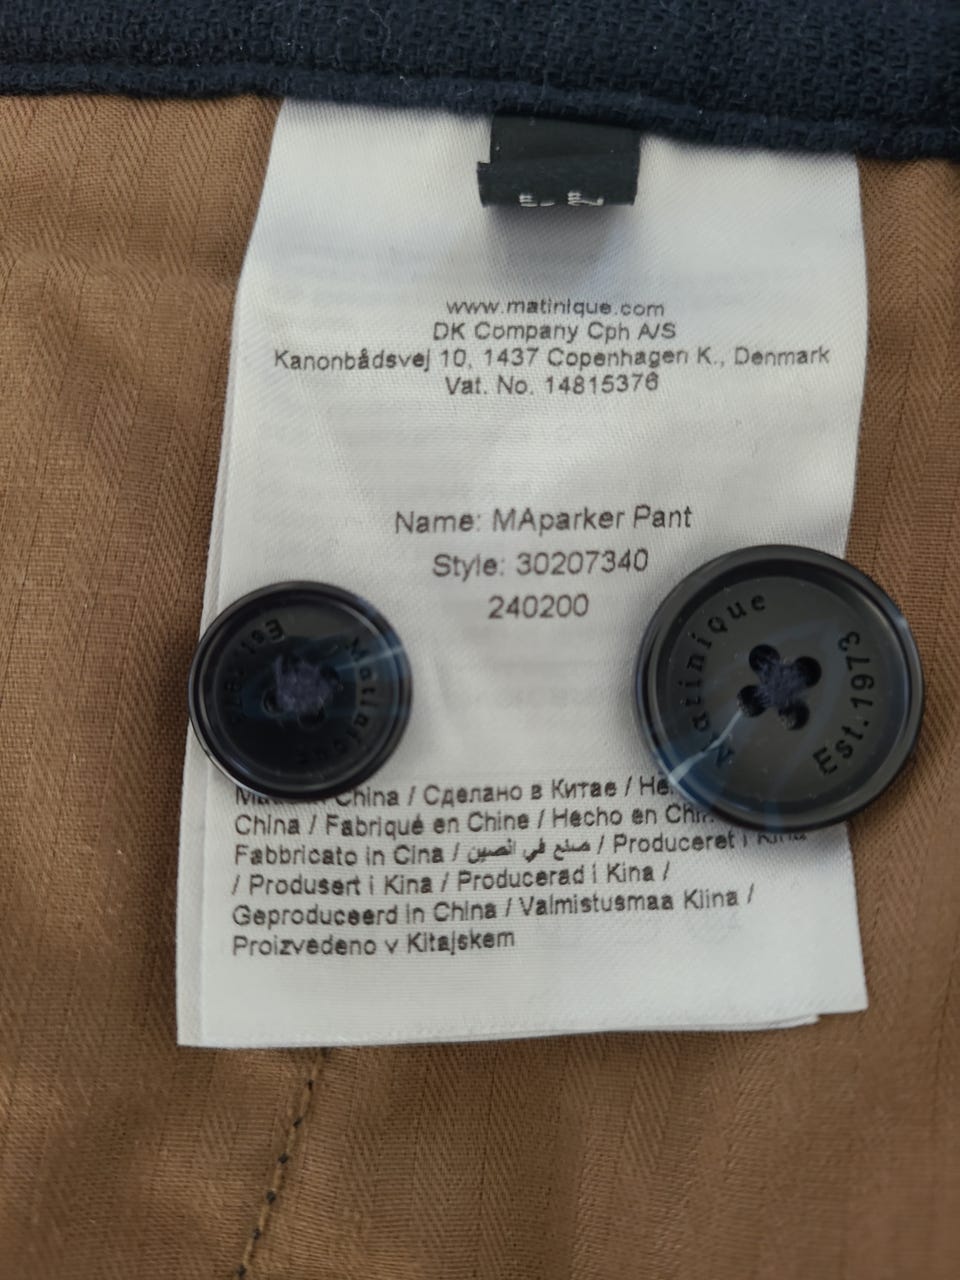 www.matinique.com
DK Company Cph A/S
Kanonbådsvej 10, 1437 Copenhagen K., Denmark
Vat. No. 14815376
Name: MAparker Pant
Style: 30207340
240200
Est. 1973
Matinique
Matinique
Est. 1973
China / Сделано в Китае /
China / Fabriqué en Chine / Hecho en
Fabbricato in Cina / صنع في الصين / Produceret i
/ Produsert i Kina / Producerad i Kina /
Geproduceerd in China / Valmistusmaa Kiina /
Proizvedeno v Kitajskem